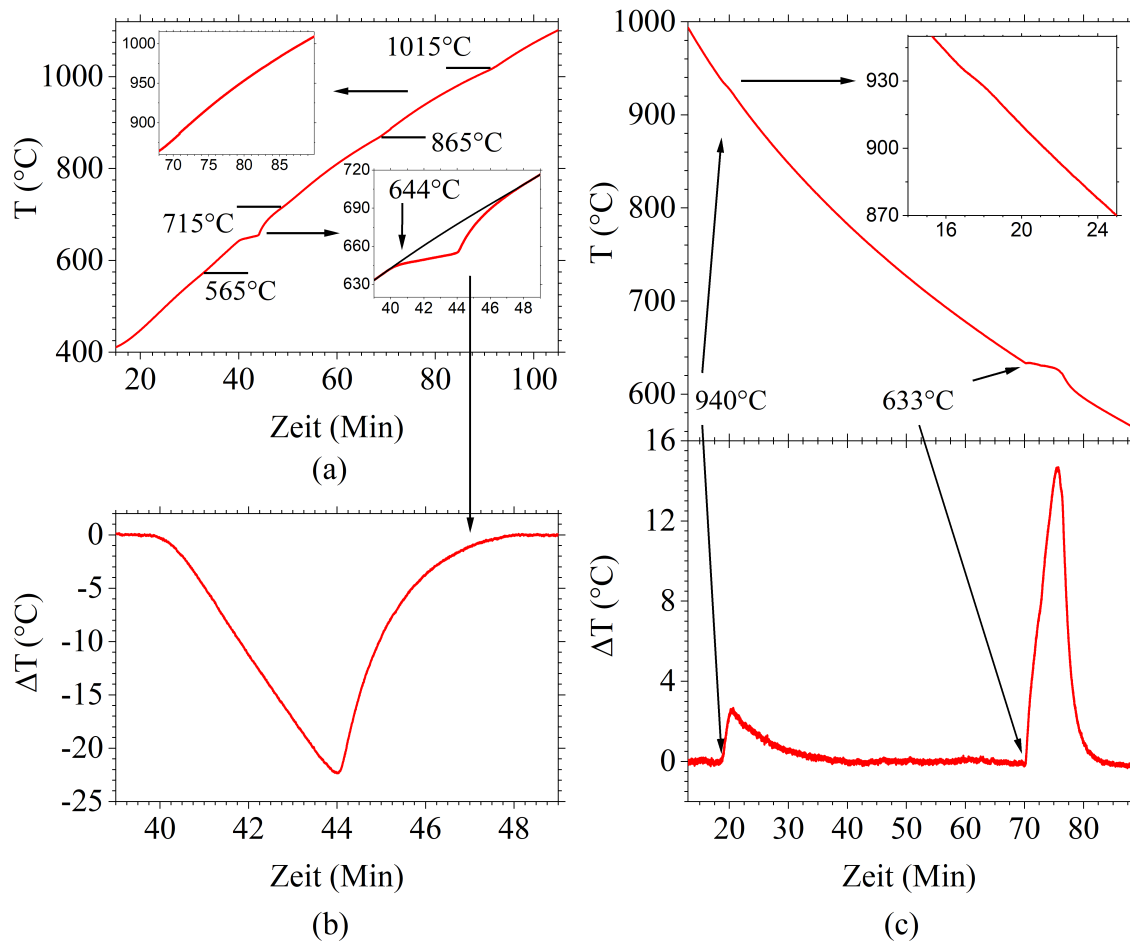 1000
950
900
70 75 80 85
1015°C
865°C
720
690
660
630
40 42 44 46 48
644°C
715°C
565°C
1000
800
600
400
T (°C)
20 40 60 80 100
Zeit (Min)
(a)
0
-5
-10
-15
-20
-25
ΔT (°C)
40 42 44 46 48
Zeit (Min)
(b)
1000
900
800
700
600
T (°C)
930
900
870
16 20 24
940°C
633°C
16
12
8
4
0
ΔT (°C)
20 30 40 50 60 70 80
Zeit (Min)
(c)